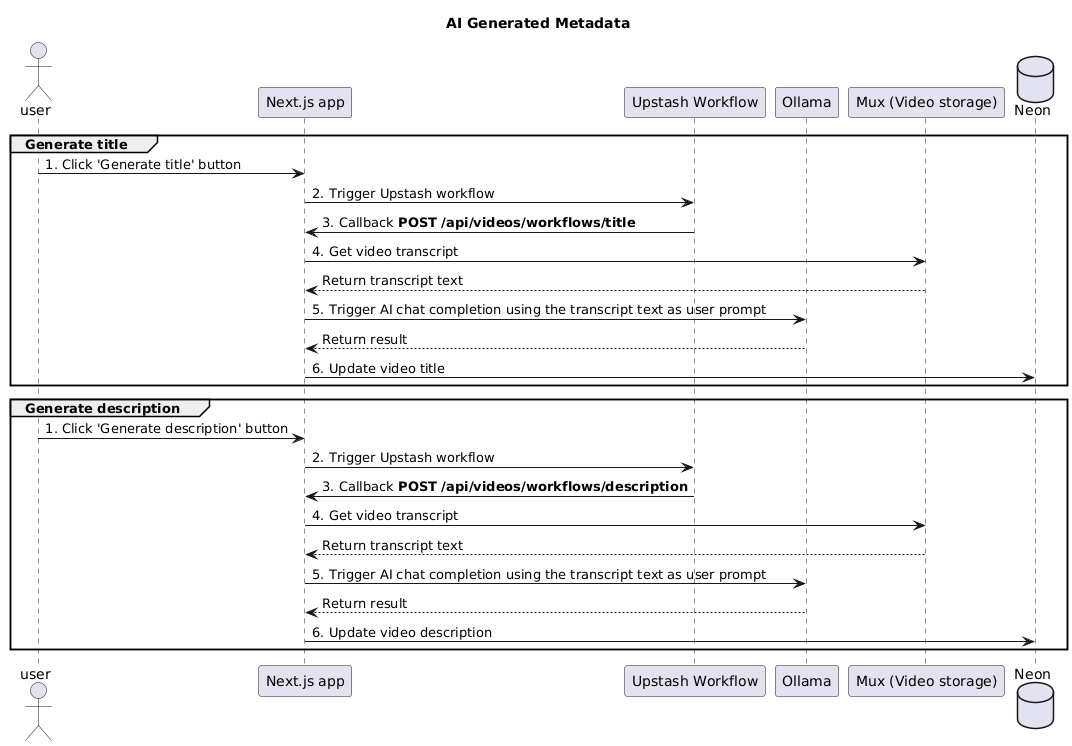 AI Generated Metadata
user
Next.js app
Upstash Workflow
Ollama
Mux (Video storage)
Neon
Generate title
1. Click 'Generate title' button
2. Trigger Upstash workflow
3. Callback POST /api/videos/workflows/title
4. Get video transcript
Return transcript text
5. Trigger AI chat completion using the transcript text as user prompt
Return result
6. Update video title
Generate description
1. Click 'Generate description' button
2. Trigger Upstash workflow
3. Callback POST /api/videos/workflows/description
4. Get video transcript
Return transcript text
5. Trigger AI chat completion using the transcript text as user prompt
Return result
6. Update video description
user
Next.js app
Upstash Workflow
Ollama
Mux (Video storage)
Neon